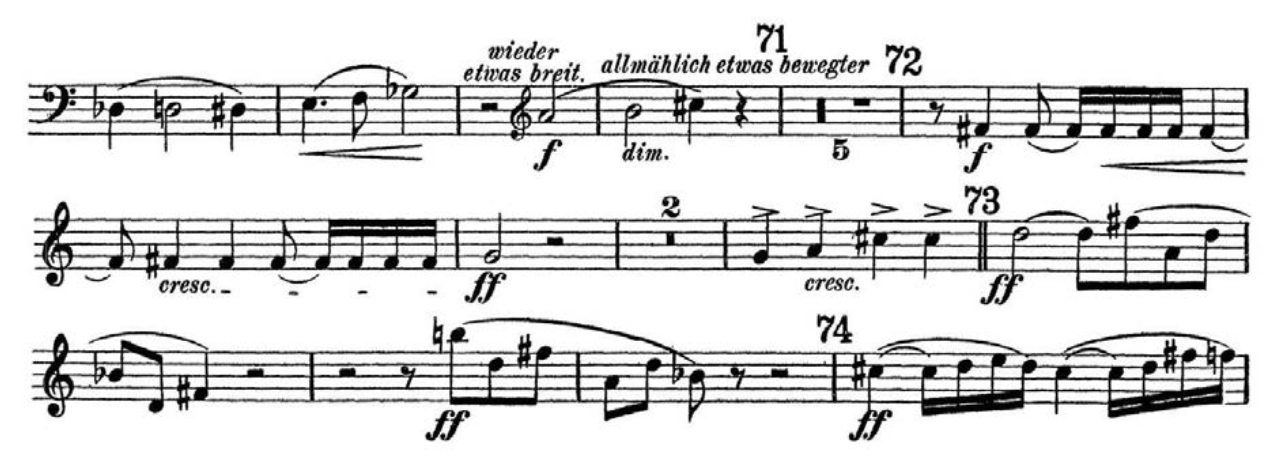 71
wieder
etwas breit. allmählich etwas bewegter 72
f dim. 5 f
2 73
cresc. ff cresc. ff
74
ff ff